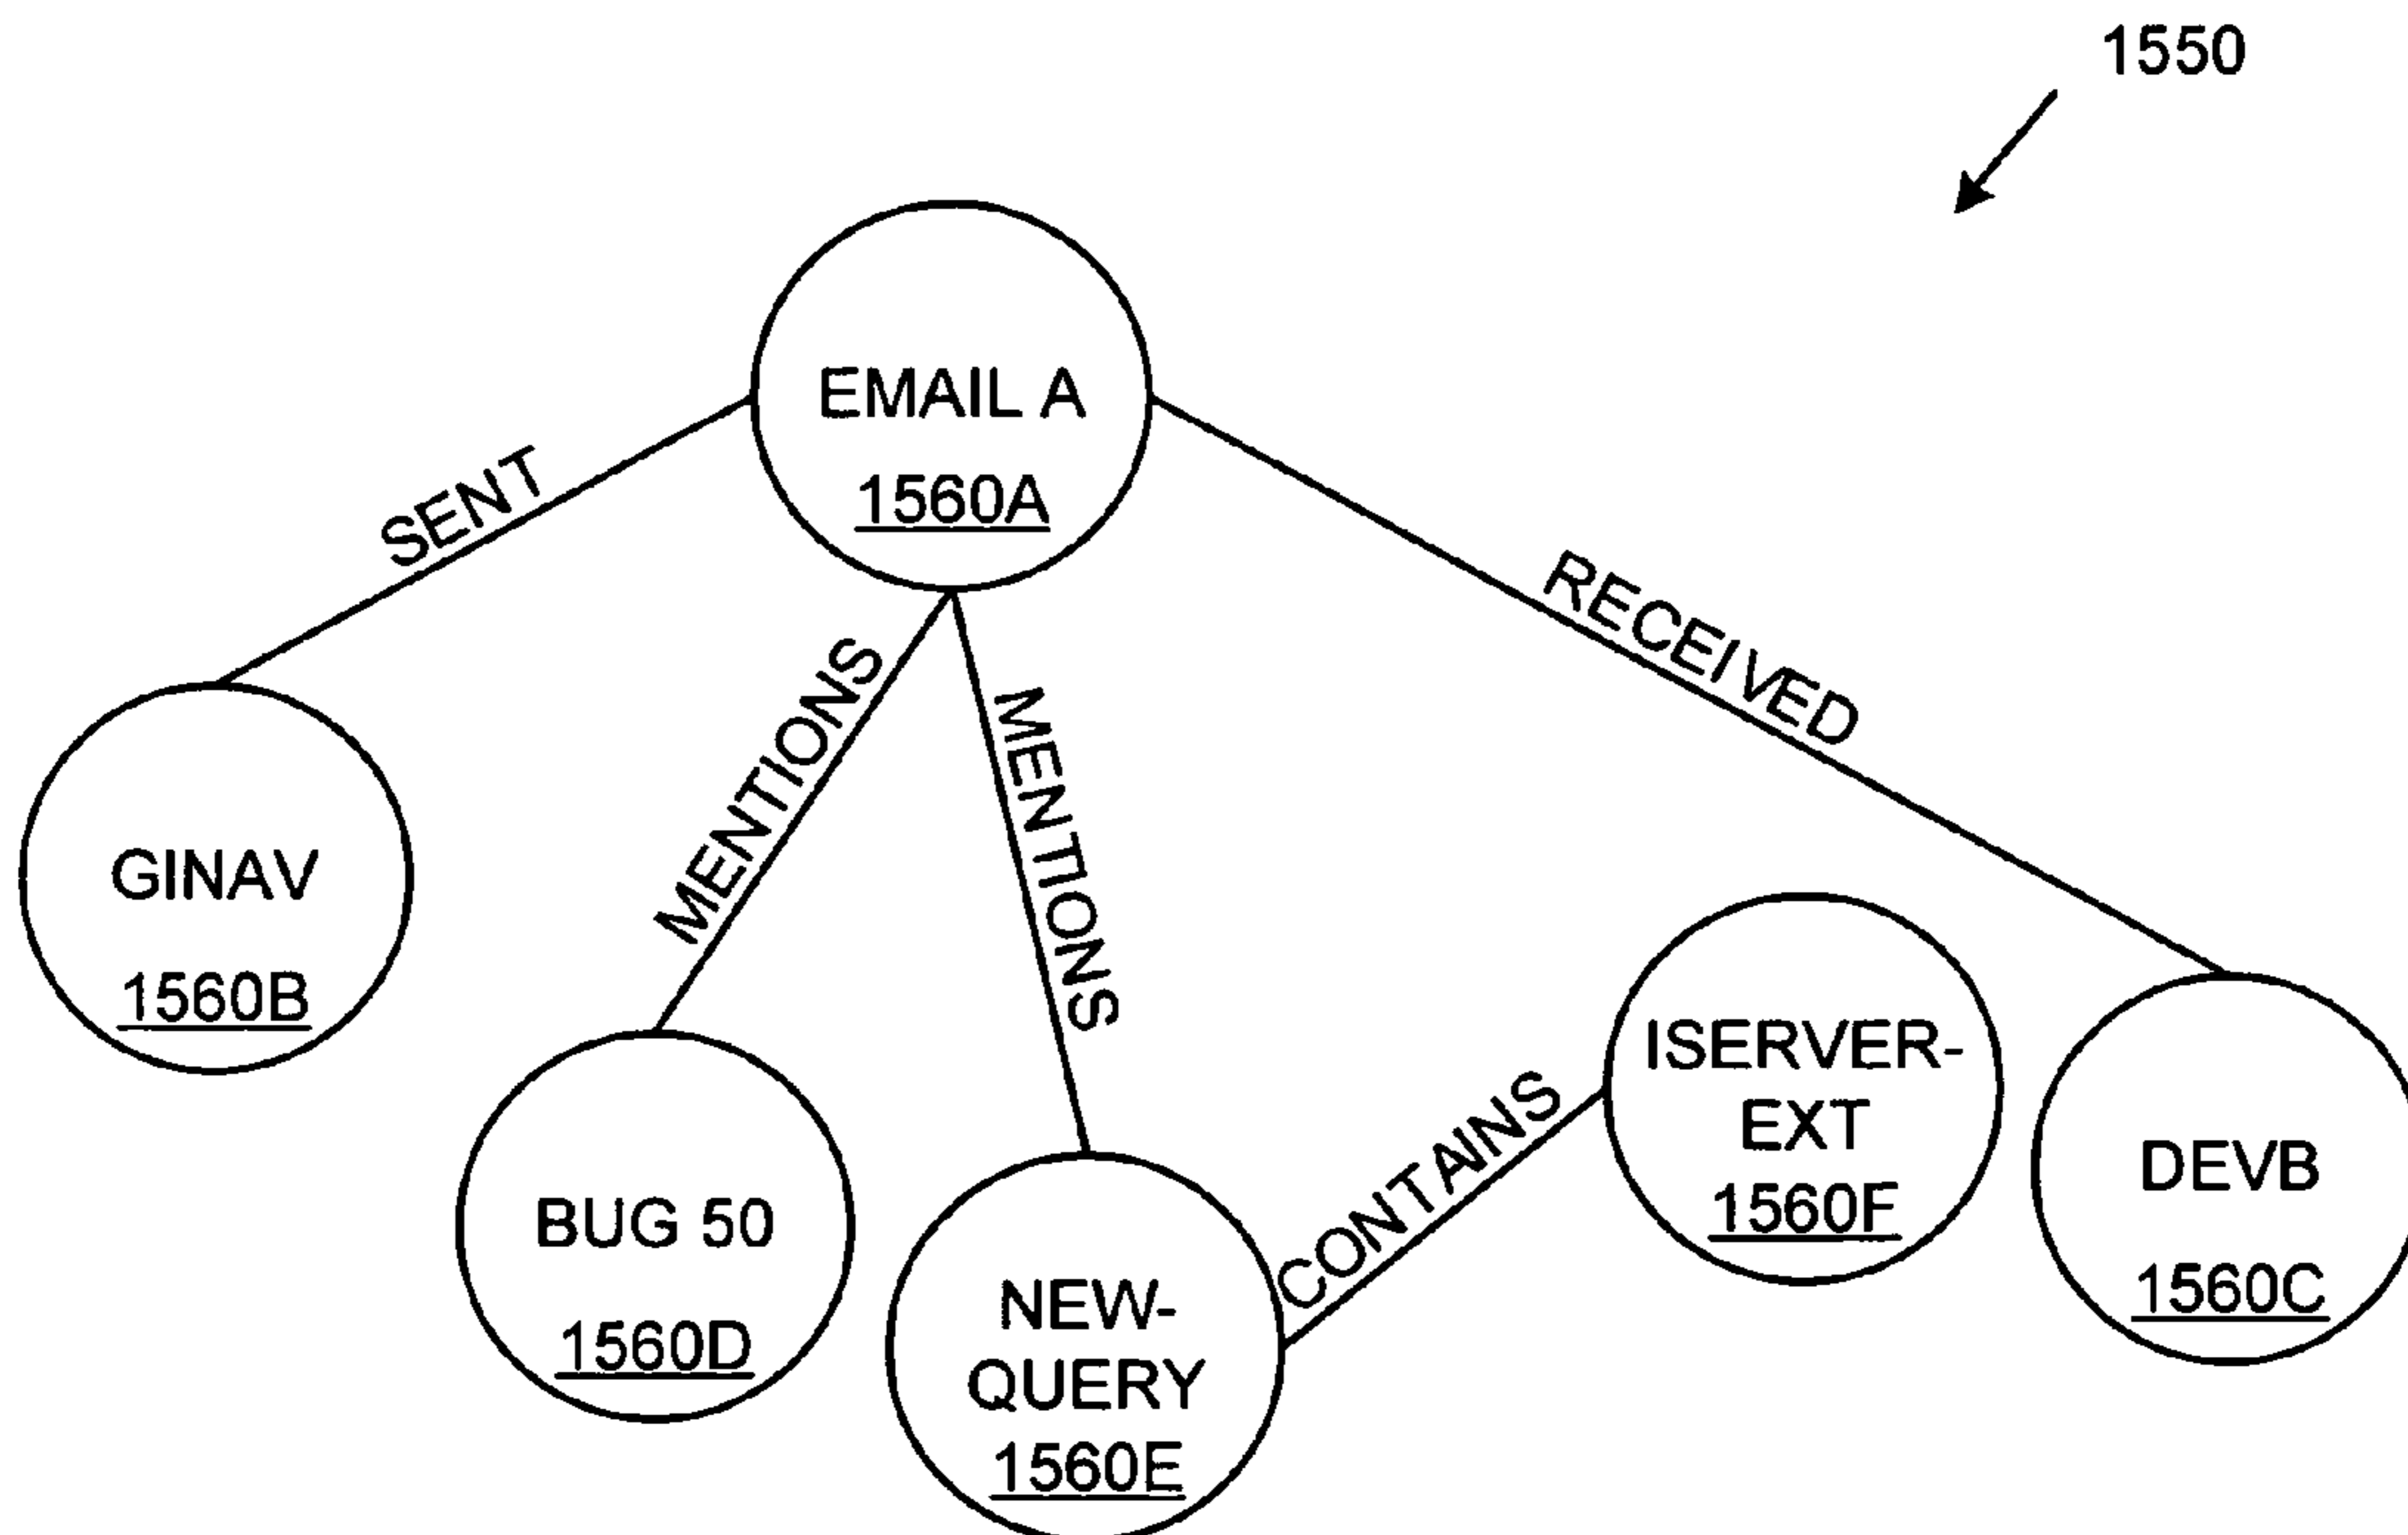 1550
EMAIL A
1560A
SENT
RECEIVED
MENTIONS
MENTIONS
GINAV
1560B
BUG 50
1560D
NEW-
QUERY
1560E
CONTAINS
ISERVER-
EXT
1560F
DEVB
1560C